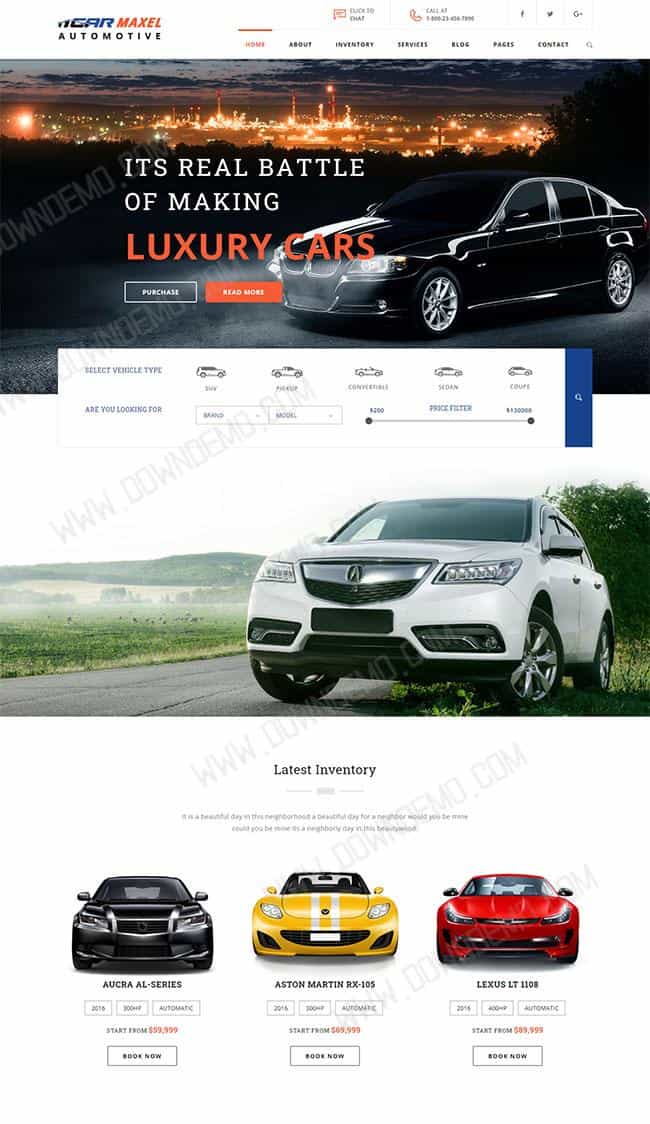 CAR MAXEL
AUTOMOTIVE
CLICK TO
CHAT
CALL AT
1-800-23-456-7890
HOME
ABOUT
INVENTORY
SERVICES
BLOG
PAGES
CONTACT
ITS REAL BATTLE
OF MAKING
LUXURY CARS
PURCHASE
READ MORE
SELECT VEHICLE TYPE
SUV
PICKUP
CONVERTIBLE
SEDAN
COUPE
ARE YOU LOOKING FOR
BRAND
MODEL
$200
PRICE FILTER
$130000
WWW.DOWNDEMO.COM
Latest Inventory
It is a beautiful day in this neighborhood a beautiful day for a neighbor would you be mine
could you be mine its a neighborly day in this beautywood
AUCRA AL-SERIES
2016
300HP
AUTOMATIC
START FROM $59,999
BOOK NOW
ASTON MARTIN RX-105
2016
300HP
AUTOMATIC
START FROM $69,999
BOOK NOW
LEXUS LT 1108
2016
400HP
AUTOMATIC
START FROM $89,999
BOOK NOW
WWW.DOWNDEMO.COM